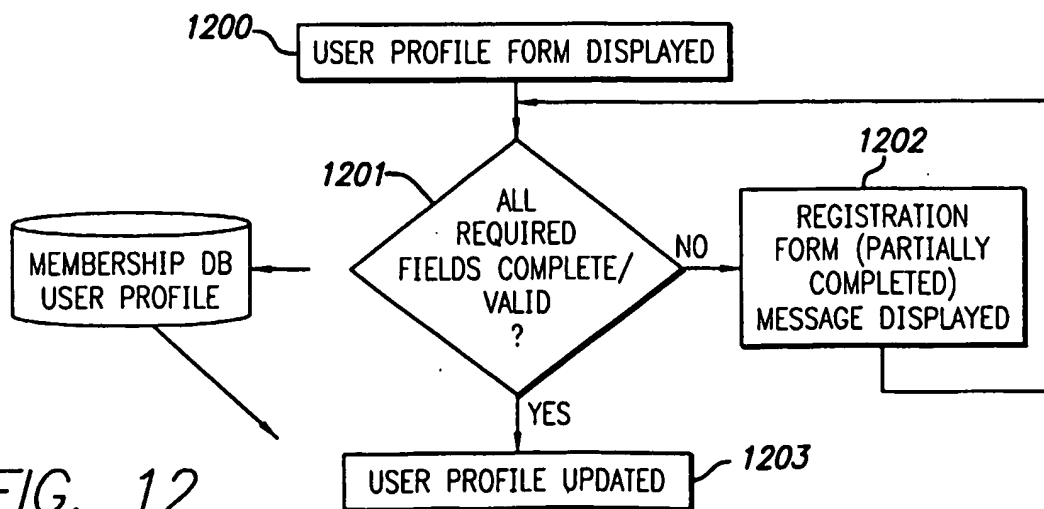 1200
USER PROFILE FORM DISPLAYED
1201
ALL
REQUIRED
FIELDS COMPLETE/
VALID
?
NO
1202
REGISTRATION
FORM (PARTIALLY
COMPLETED)
MESSAGE DISPLAYED
MEMBERSHIP DB
USER PROFILE
YES
USER PROFILE UPDATED
1203
FIG. 12